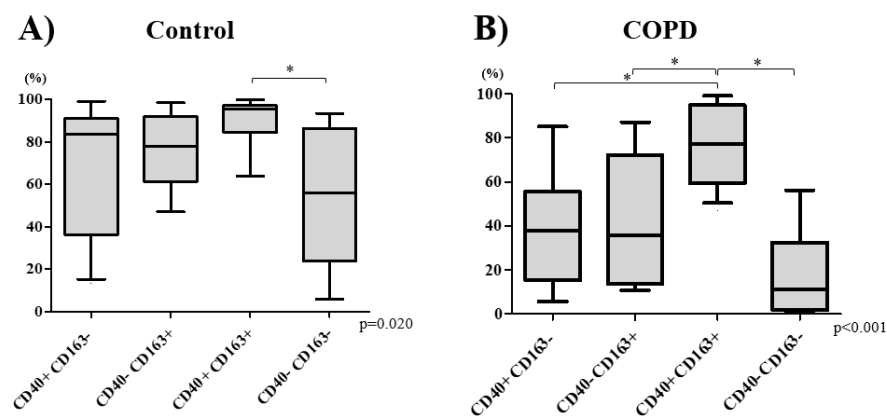 A) Control
(%)
*
100
80
60
40
20
0
CD40+ CD163-
CD40- CD163+
CD40+ CD163+
CD40- CD163-
p=0.020
B) COPD
(%)
* * *
100
80
60
40
20
0
CD40+ CD163-
CD40- CD163+
CD40+ CD163+
CD40- CD163-
p<0.001